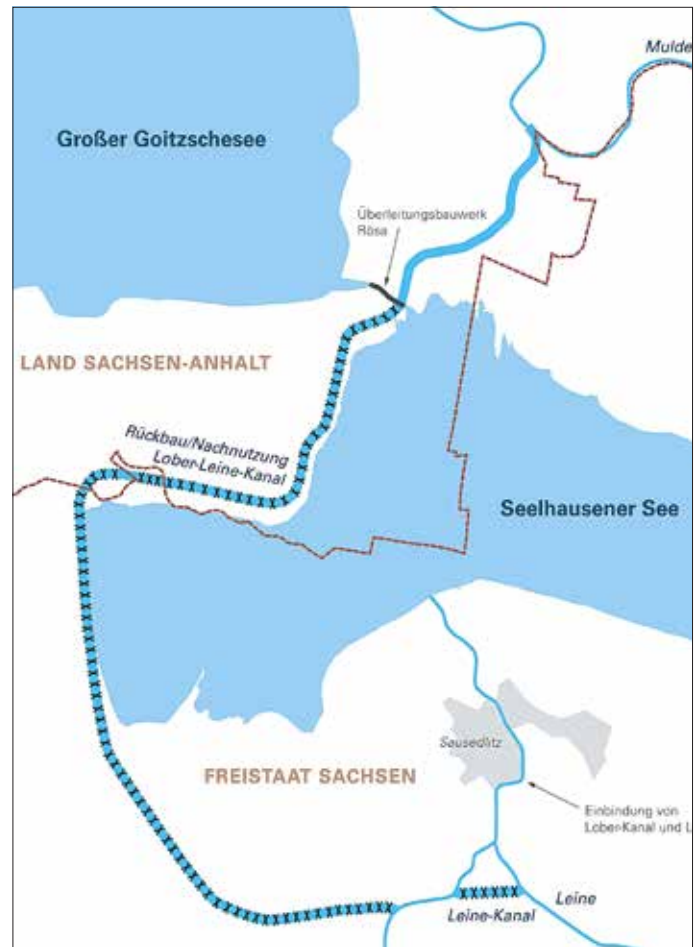 Mulde
Großer Goitzschesee
Überleitungsbauwerk
Rösa
LAND SACHSEN-ANHALT
Rückbau/Nachnutzung
Lober-Leine-Kanal
Seelhausener See
Sausedlitz
FREISTAAT SACHSEN
Einbindung von
Lober-Kanal und L
Leine
Leine-Kanal